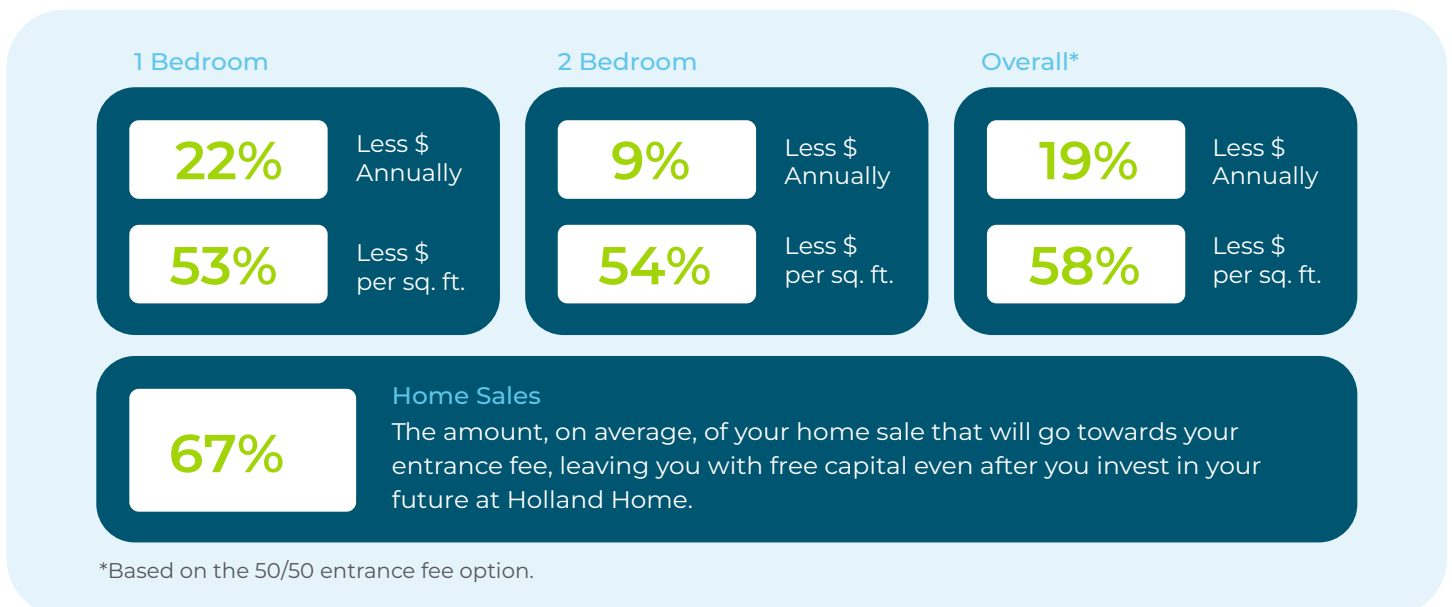 1 Bedroom
22%
Less $
Annually
53%
Less $
per sq. ft.
2 Bedroom
9%
Less $
Annually
54%
Less $
per sq. ft.
Overall*
19%
Less $
Annually
58%
Less $
per sq. ft.
67%
Home Sales
The amount, on average, of your home sale that will go towards your
entrance fee, leaving you with free capital even after you invest in your
future at Holland Home.
*Based on the 50/50 entrance fee option.